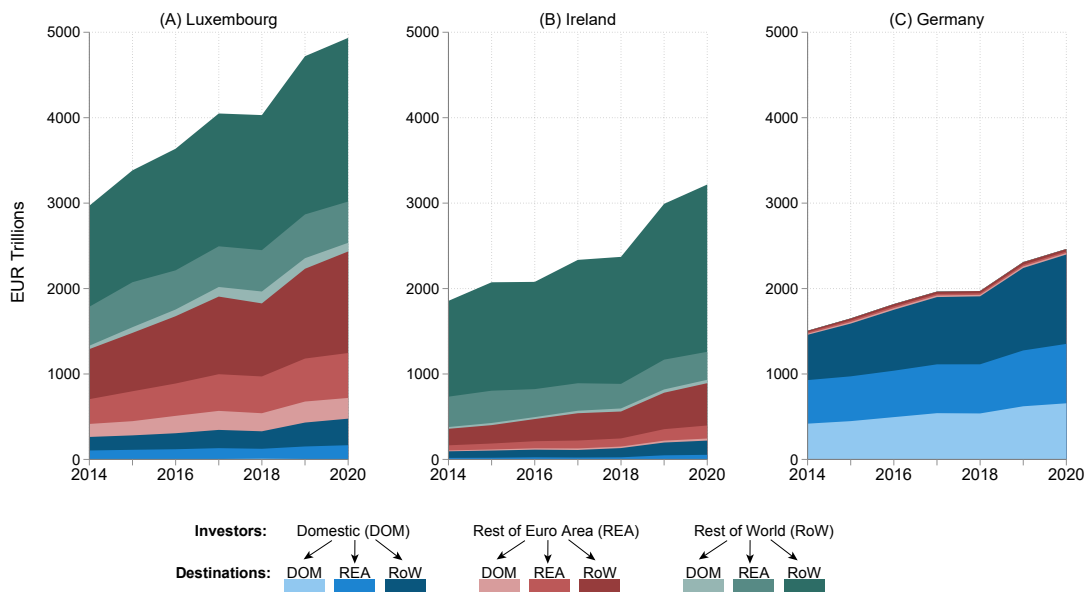 (A) Luxembourg
(B) Ireland
(C) Germany
EUR Trillions
5000
4000
3000
2000
1000
0
2014 2016 2018 2020
5000
4000
3000
2000
1000
0
2014 2016 2018 2020
5000
4000
3000
2000
1000
0
2014 2016 2018 2020
Investors: Domestic (DOM) Rest of Euro Area (REA) Rest of World (RoW)
Destinations: DOM REA RoW DOM REA RoW DOM REA RoW